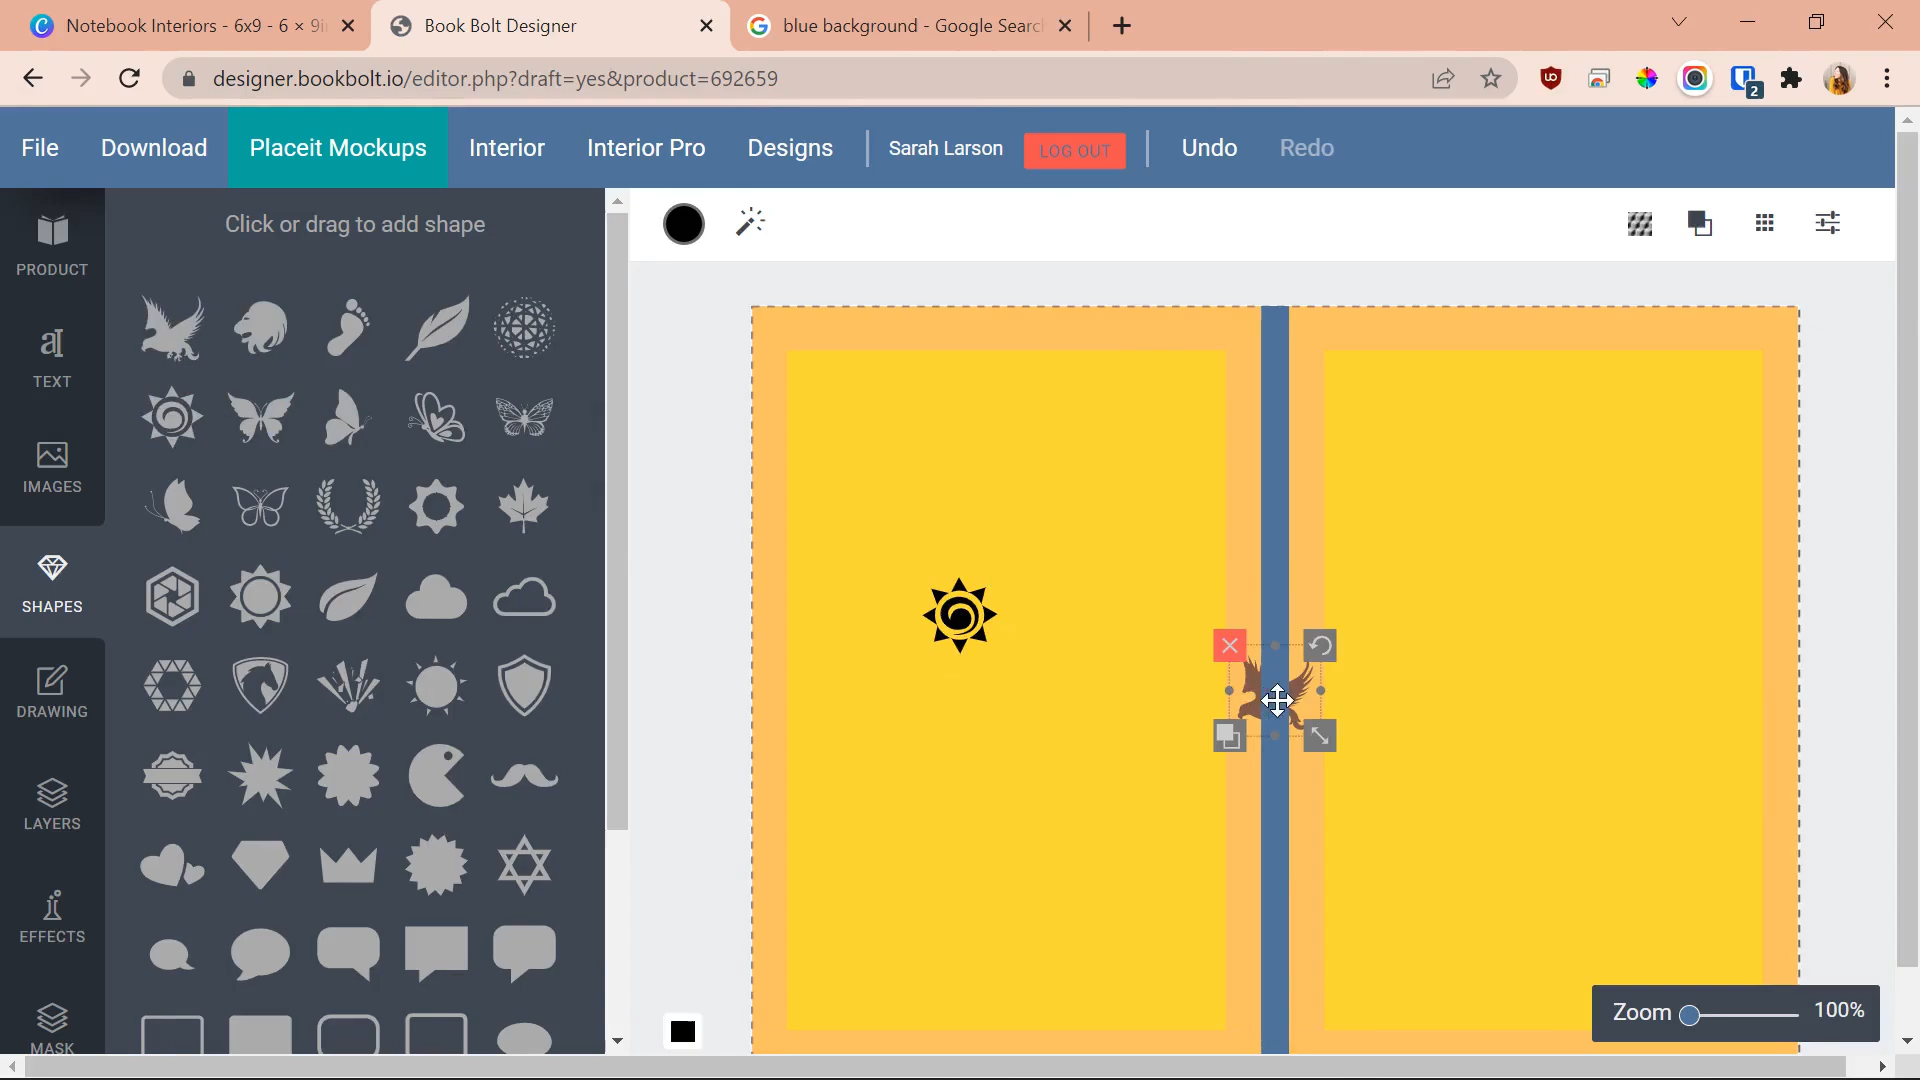 Notebook Interiors - 6x9 - 6 × 9i
Book Bolt Designer
blue background - Google Search
designer.bookbolt.io/editor.php?draft=yes&product=692659
2
File
Download
Placeit Mockups
Interior
Interior Pro
Designs
Sarah Larson
LOG OUT
Undo
Redo
Click or drag to add shape
PRODUCT
TEXT
IMAGES
SHAPES
DRAWING
LAYERS
EFFECTS
MASK
Zoom
100%